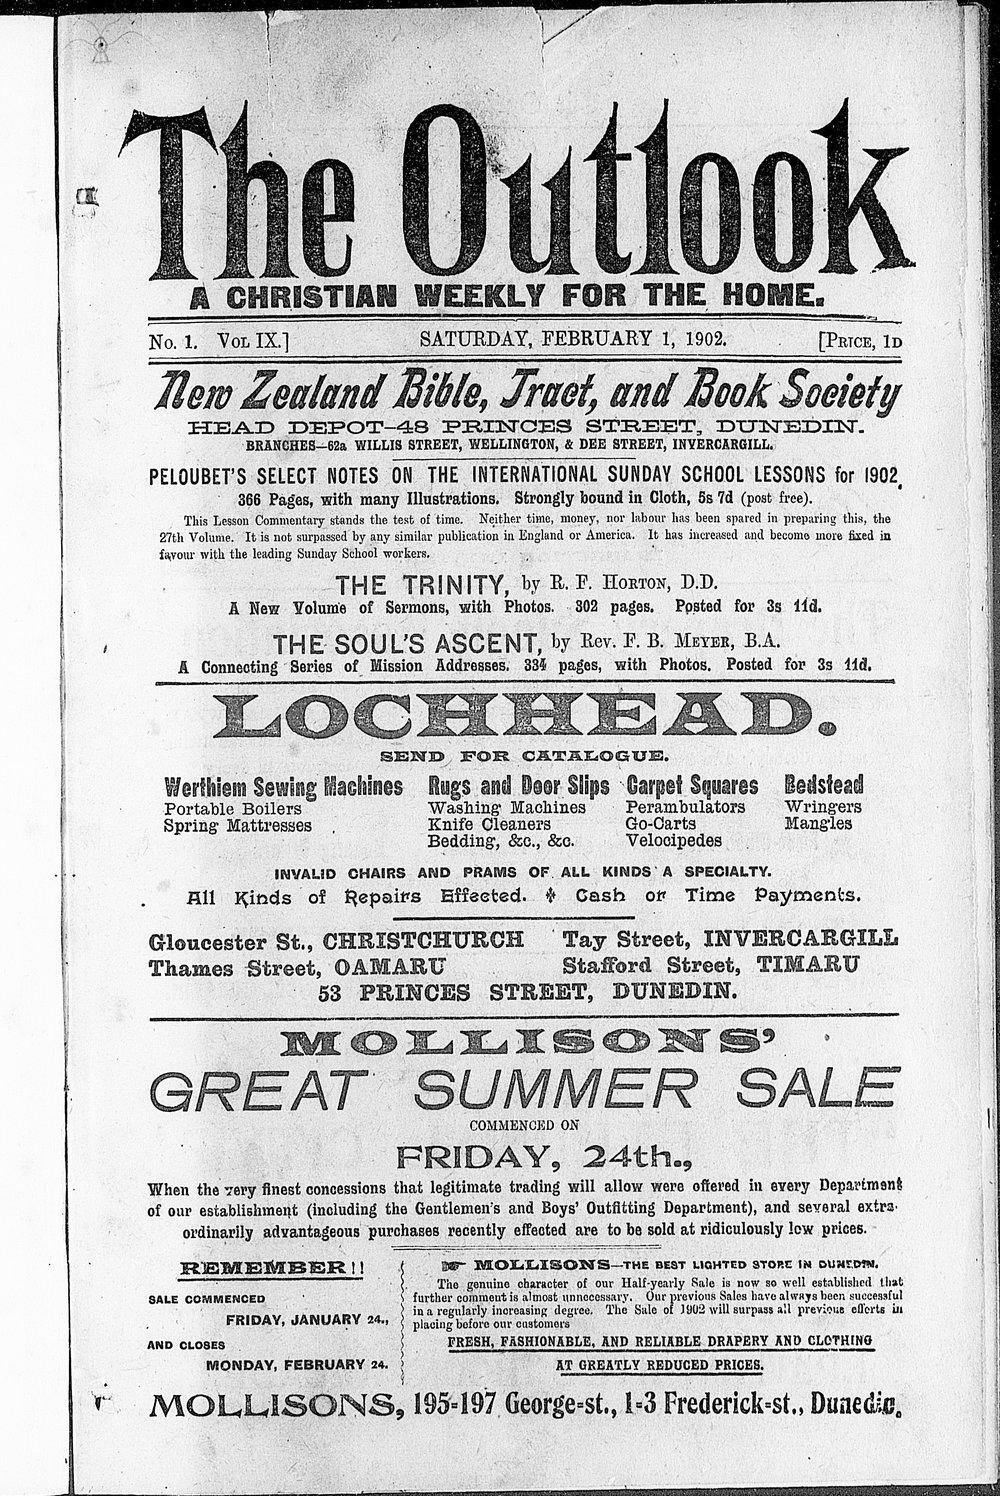 The Outlook
A CHRISTIAN WEEKLY FOR THE HOME.
No. 1. VOL IX.] SATURDAY, FEBRUARY 1, 1902. [PRICE, 1D
New Zealand Bible, Tract, and Book Society
HEAD DEPOT-48 PRINCES STREET, DUNEDIN.
BRANCHES—62a WILLIS STREET, WELLINGTON, & DEE STREET, INVERCARGILL.
PELOUBET'S SELECT NOTES ON THE INTERNATIONAL SUNDAY SCHOOL LESSONS for 1902.
366 Pages, with many Illustrations. Strongly bound in Cloth, 5s 7d (post free).
This Lesson Commentary stands the test of time. Neither time, money, nor labour has been spared in preparing this, the
27th Volume. It is not surpassed by any similar publication in England or America. It has increased and become more fixed in
favour with the leading Sunday School workers.
THE TRINITY, by R. F. HORTON, D.D.
A New Volume of Sermons, with Photos. 302 pages. Posted for 3s 11d.
THE SOUL'S ASCENT, by Rev. F. B. MEYER, B.A.
A Connecting Series of Mission Addresses. 334 pages, with Photos. Posted for 3s 11d.
LOCHHEAD.
SEND FOR CATALOGUE.
Werthiem Sewing Machines Rugs and Door Slips Carpet Squares Bedstead
Portable Boilers Washing Machines Perambulators Wringers
Spring Mattresses Knife Cleaners Go-Carts Mangles
Bedding, &c., &c. Velocipedes
INVALID CHAIRS AND PRAMS OF ALL KINDS A SPECIALTY.
All Kinds of Repairs Effected. Cash or Time Payments.
Gloucester St., CHRISTCHURCH Tay Street, INVERCARGILL
Thames Street, OAMARU Stafford Street, TIMARU
53 PRINCES STREET, DUNEDIN.
MOLLISONS'
GREAT SUMMER SALE
COMMENCED ON
FRIDAY, 24th.,
When the very finest concessions that legitimate trading will allow were offered in every Department
of our establishment (including the Gentlemen's and Boys' Outfitting Department), and several extra-
ordinarily advantageous purchases recently effected are to be sold at ridiculously low prices.
REMEMBER!!
SALE COMMENCED
FRIDAY, JANUARY 24.,
AND CLOSES
MONDAY, FEBRUARY 24.
☛ MOLLISONS—THE BEST LIGHTED STORE IN DUNEDIN.
The genuine character of our Half-yearly Sale is now so well established that
further comment is almost unnecessary. Our previous Sales have always been successful
in a regularly increasing degree. The Sale of 1902 will surpass all previous efforts in
placing before our customers
FRESH, FASHIONABLE, AND RELIABLE DRAPERY AND CLOTHING
AT GREATLY REDUCED PRICES.
MOLLISONS, 195-197 George-st., 1-3 Frederick-st., Dunedin.